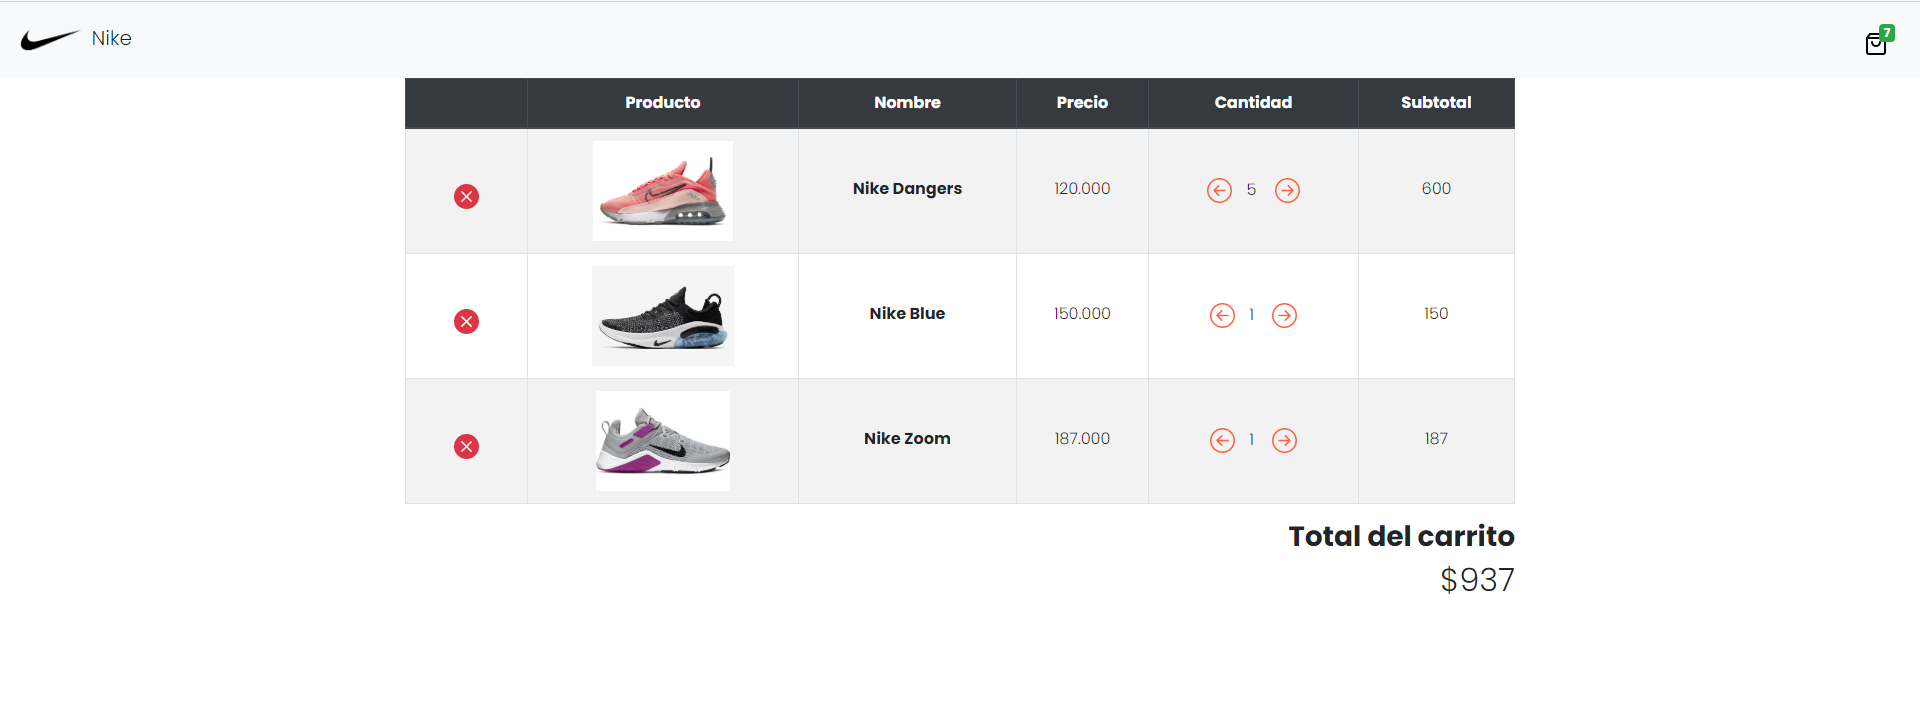 Nike
7
Producto Nombre Precio Cantidad Subtotal
Nike Dangers 120.000 5 600
Nike Blue 150.000 1 150
Nike Zoom 187.000 1 187
Total del carrito
$937